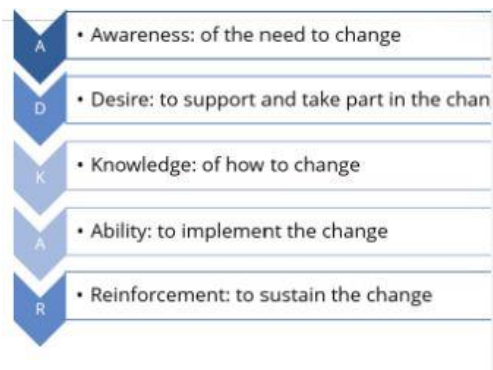 A
• Awareness: of the need to change
D
• Desire: to support and take part in the chan
K
• Knowledge: of how to change
A
• Ability: to implement the change
R
• Reinforcement: to sustain the change